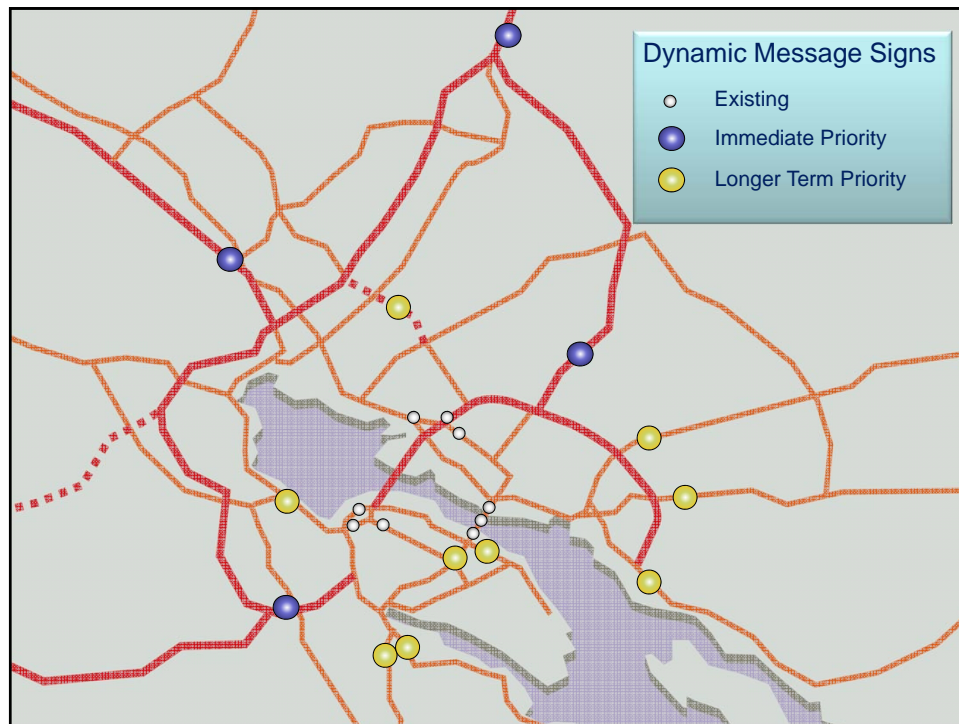 Dynamic Message Signs
Existing
Immediate Priority
Longer Term Priority